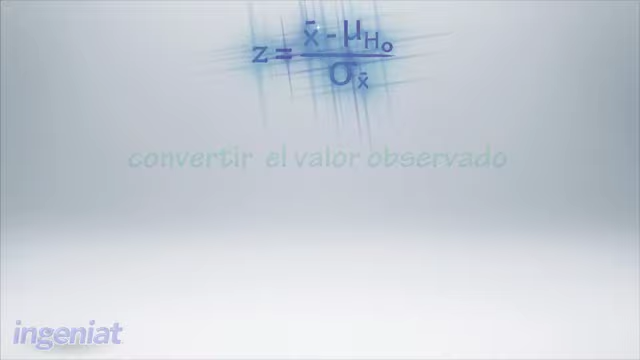 z = x̄ - μH₀
σx̄
convertir el valor observado
ingeniat